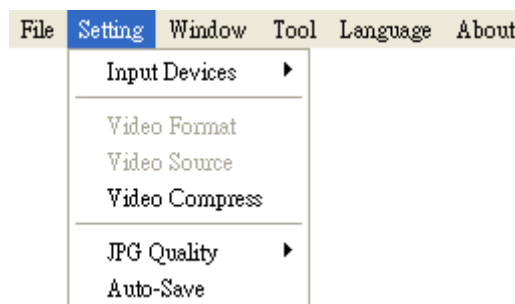 File Setting Window Tool Language About
Input Devices
Video Format
Video Source
Video Compress
JPG Quality
Auto-Save